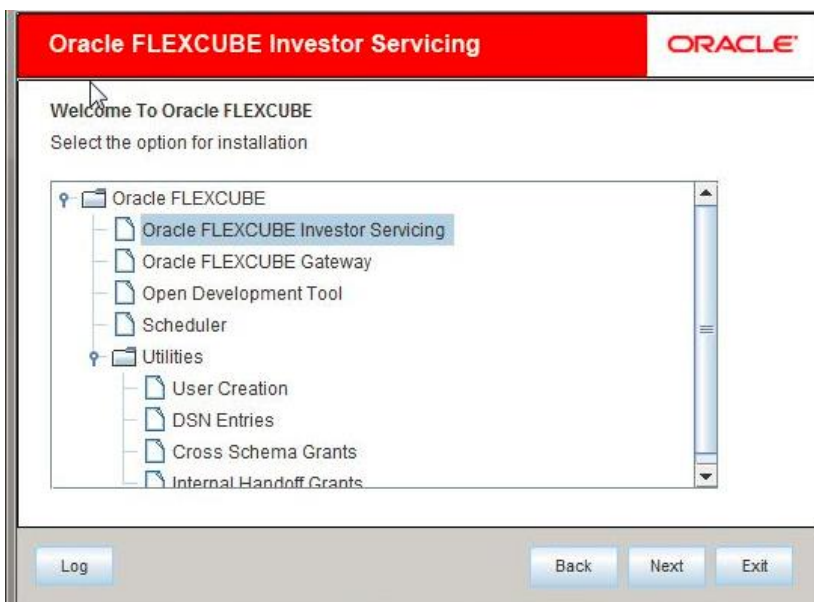 Oracle FLEXCUBE Investor Servicing
ORACLE
Welcome To Oracle FLEXCUBE
Select the option for installation
Oracle FLEXCUBE
Oracle FLEXCUBE Investor Servicing
Oracle FLEXCUBE Gateway
Open Development Tool
Scheduler
Utilities
User Creation
DSN Entries
Cross Schema Grants
Internal Handoff Grants
Log
Back
Next
Exit